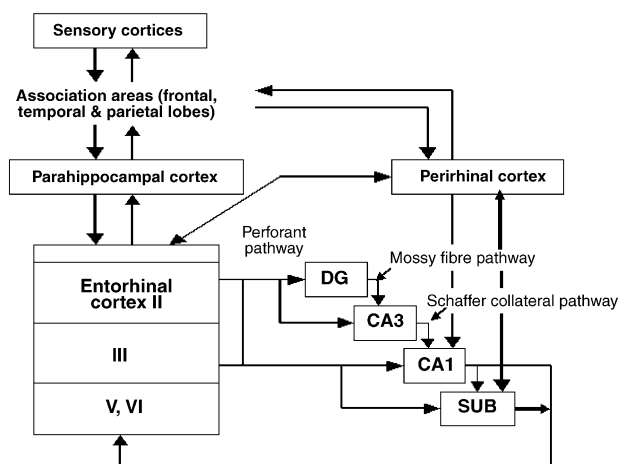 Sensory cortices
Association areas (frontal,
temporal & parietal lobes)
Parahippocampal cortex
Perirhinal cortex
Perforant
pathway
Mossy fibre pathway
DG
Entorhinal
cortex II
Schaffer collateral pathway
CA3
III
CA1
V, VI
SUB